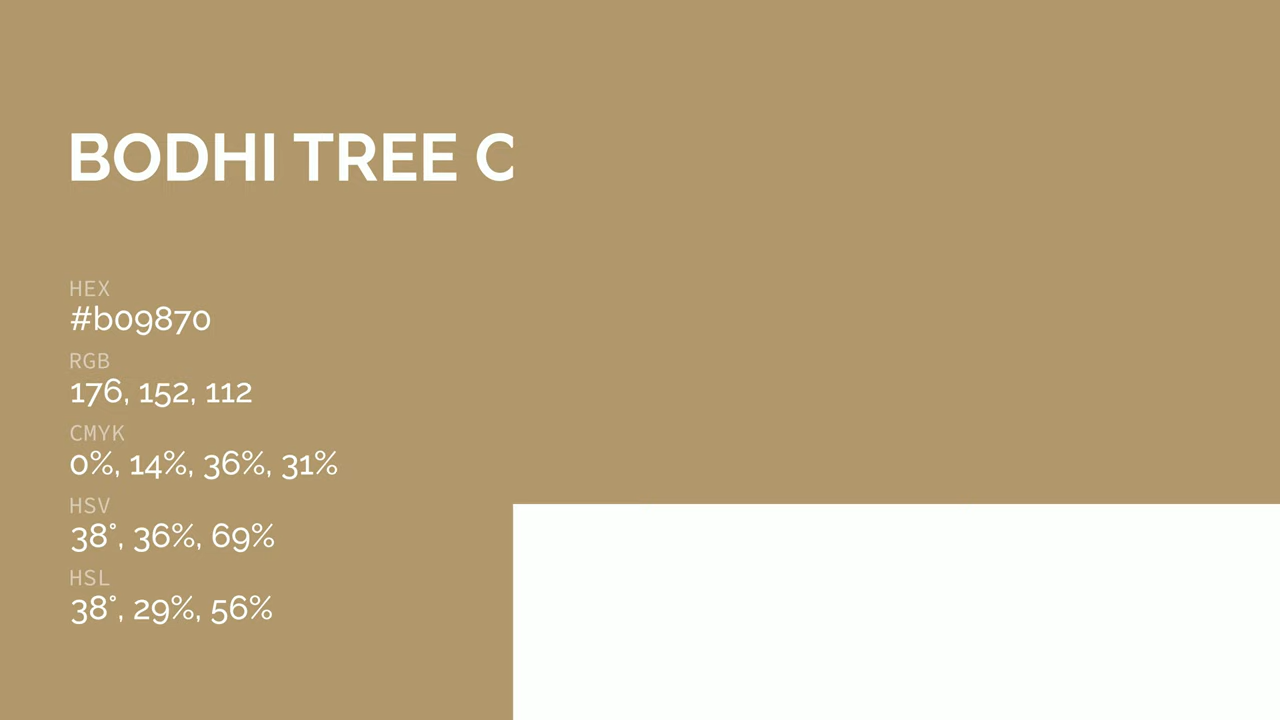 BODHI TREE
HEX
#b09870
RGB
176, 152, 112
CMYK
0%, 14%, 36%, 31%
HSV
38°, 36%, 69%
HSL
38°, 29%, 56%